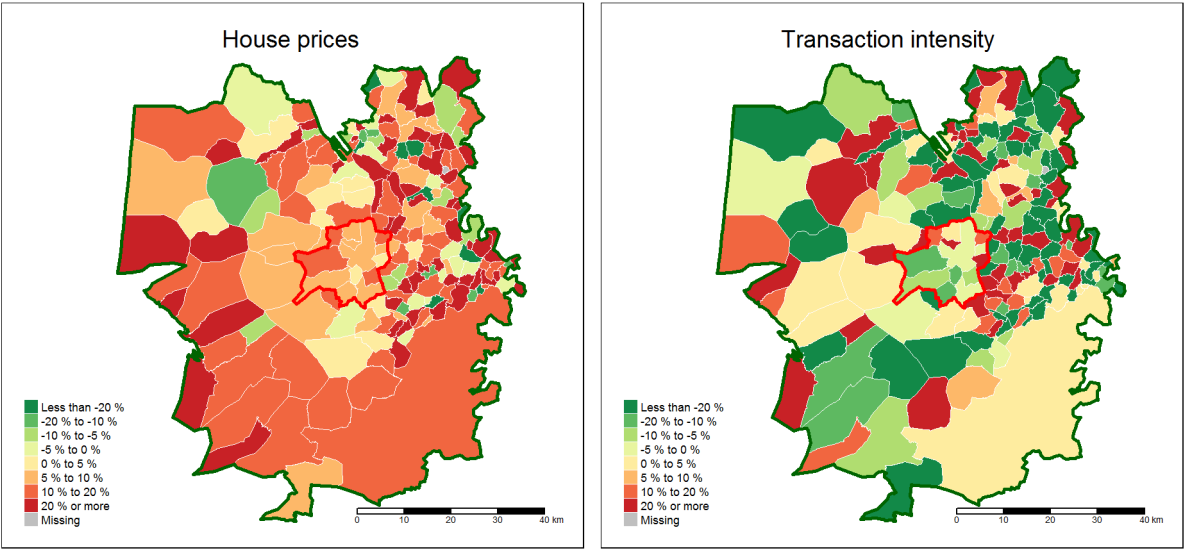 House prices
Less than -20 %
-20 % to -10 %
-10 % to -5 %
-5 % to 0 %
0 % to 5 %
5 % to 10 %
10 % to 20 %
20 % or more
Missing
0 10 20 30 40 km
Transaction intensity
Less than -20 %
-20 % to -10 %
-10 % to -5 %
-5 % to 0 %
0 % to 5 %
5 % to 10 %
10 % to 20 %
20 % or more
Missing
0 10 20 30 40 km